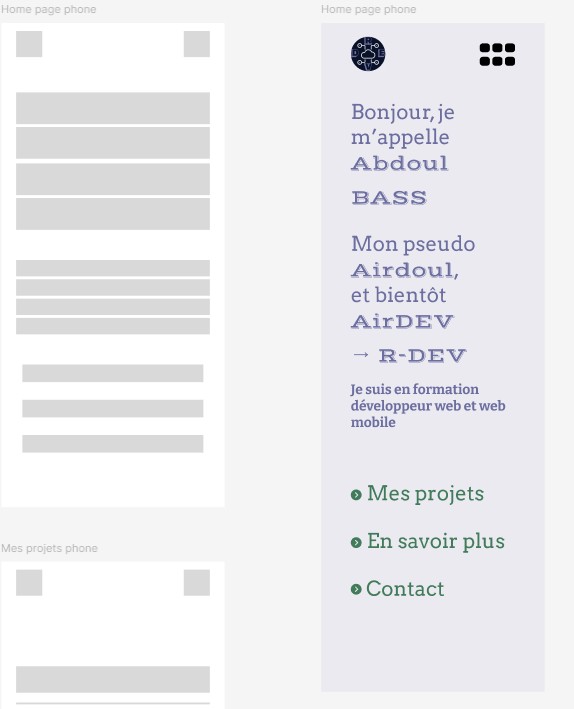 Home page phone
Mes projets phone
Home page phone
Bonjour, je
m’appelle
Abdoul
BASS
Mon pseudo
Airdoul,
et bientôt
AirDEV
→ R-DEV
Je suis en formation
développeur web et web
mobile
Mes projets
En savoir plus
Contact